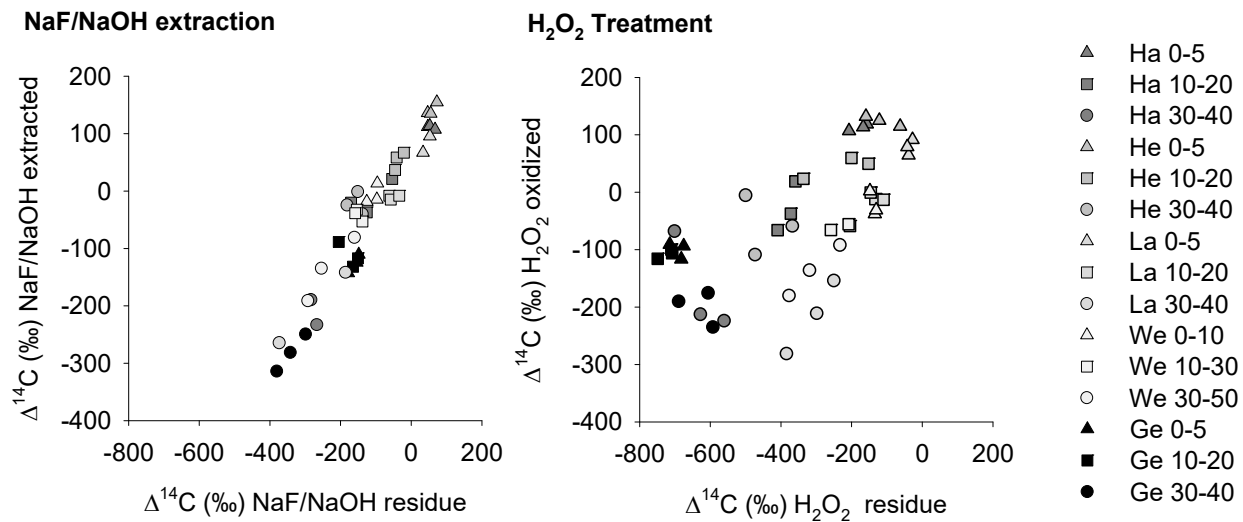 NaF/NaOH extraction
H₂O₂ Treatment
Δ¹⁴C (‰) NaF/NaOH extracted
200
100
0
-100
-200
-300
-400
-800 -600 -400 -200 0 200
Δ¹⁴C (‰) NaF/NaOH residue
Δ¹⁴C (‰) H₂O₂ oxidized
200
100
0
-100
-200
-300
-400
-800 -600 -400 -200 0
Δ¹⁴C (‰) H₂O₂ residue
Ha 0-5
Ha 10-20
Ha 30-40
He 0-5
He 10-20
He 30-40
La 0-5
La 10-20
La 30-40
We 0-10
We 10-30
We 30-50
Ge 0-5
Ge 10-20
Ge 30-40